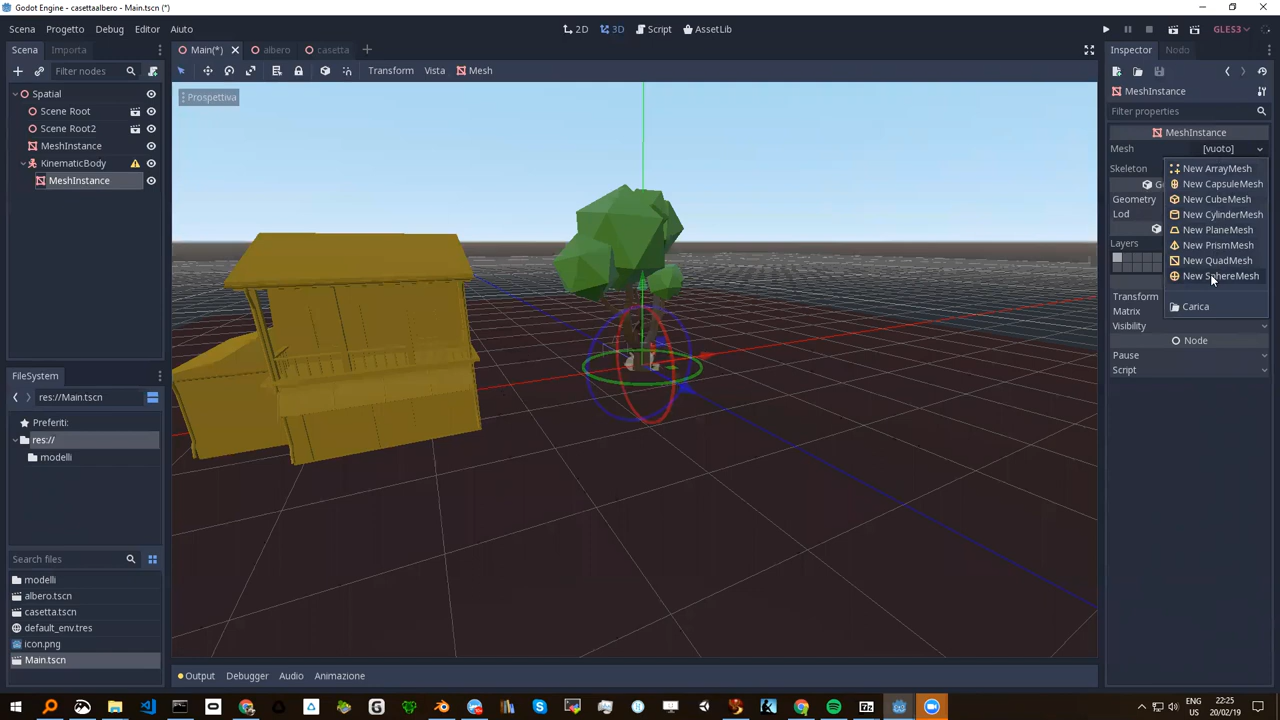 Godot Engine - casettaalbero - Main.tscn (*)
Scena Progetto Debug Editor Aiuto
2D 3D Script AssetLib
GLES3
Scena Importa
Main(*) albero casetta
Inspector Nodo
Filter nodes
Transform Vista Mesh
Spatial
Scene Root
Scene Root2
MeshInstance
KinematicBody
MeshInstance
Prospettiva
MeshInstance
Filter properties
MeshInstance
Mesh [vuoto]
Skeleton
New ArrayMesh
New CapsuleMesh
New CubeMesh
New CylinderMesh
New PlaneMesh
New PrismMesh
New QuadMesh
New SphereMesh
Carica
Geometry
Lod
Layers
Transform
Matrix
Visibility
Node
Pause
Script
FileSystem
res://Main.tscn
Preferiti:
res://
modelli
Search files
modelli
albero.tscn
casetta.tscn
default_env.tres
icon.png
Main.tscn
Output Debugger Audio Animazione
ENG
US
22:25
20/02/19